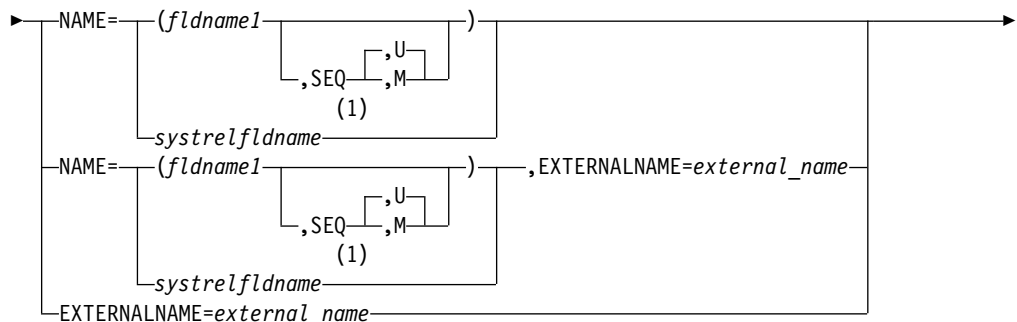 NAME= (fldname1 )
,U
,SEQ ,M
(1)
systrelfldname
NAME= (fldname1 ) ,EXTERNALNAME=external_name
,U
,SEQ ,M
(1)
systrelfldname
EXTERNALNAME=external_name